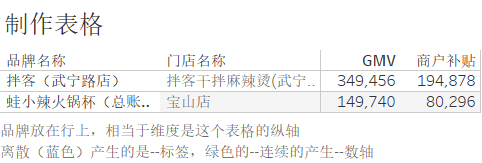 制作表格
品牌名称 门店名称 GMV 商户补贴
拌客（武宁路店） 拌客干拌麻辣烫(武宁.. 349,456 194,878
蛙小辣火锅杯（总账.. 宝山店 149,740 80,296
品牌放在行上，相当于维度是这个表格的纵轴
离散（蓝色）产生的是--标签，绿色的--连续的产生--数轴